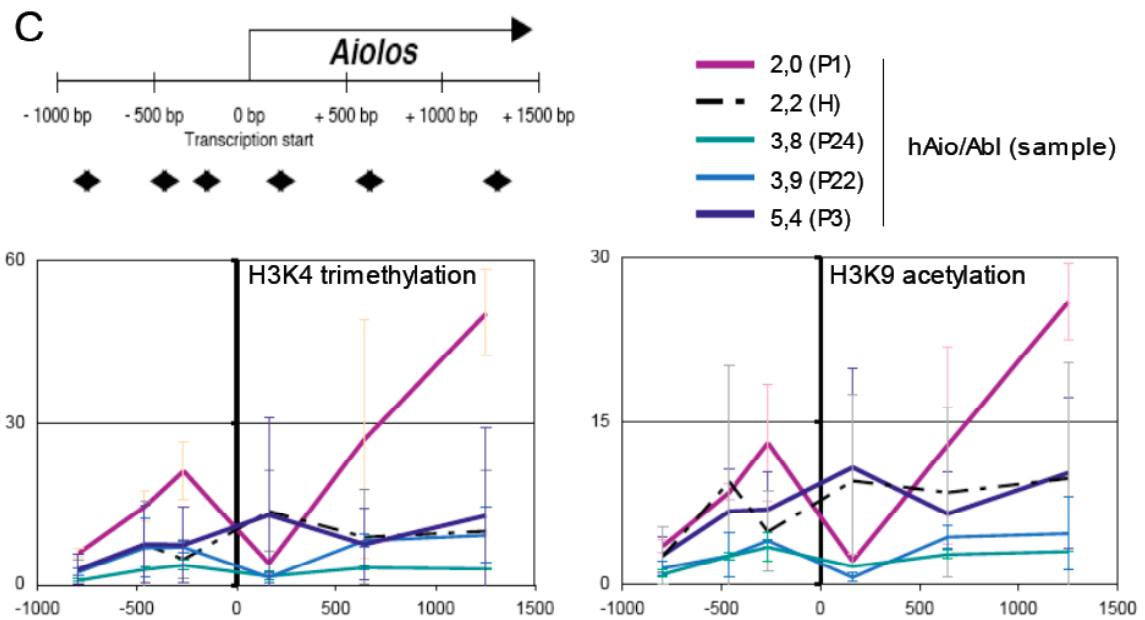 C
Aiolos
- 1000 bp - 500 bp 0 bp + 500 bp + 1000 bp + 1500 bp
Transcription start
2,0 (P1)
2,2 (H)
3,8 (P24)
3,9 (P22)
5,4 (P3)
hAio/Abl (sample)
H3K4 trimethylation
60
30
0
-1000 -500 0 500 1000 1500
H3K9 acetylation
30
15
0
-1000 -500 0 500 1000 1500